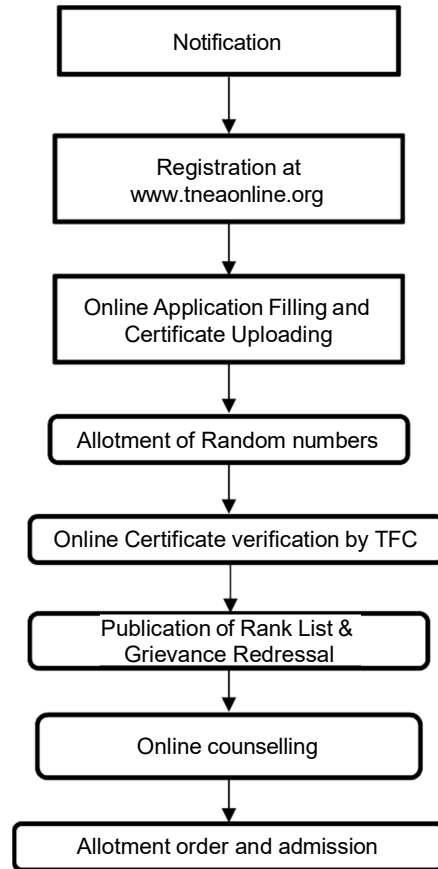 Notification
Registration at
www.tneaonline.org
Online Application Filling and
Certificate Uploading
Allotment of Random numbers
Online Certificate verification by TFC
Publication of Rank List &
Grievance Redressal
Online counselling
Allotment order and admission